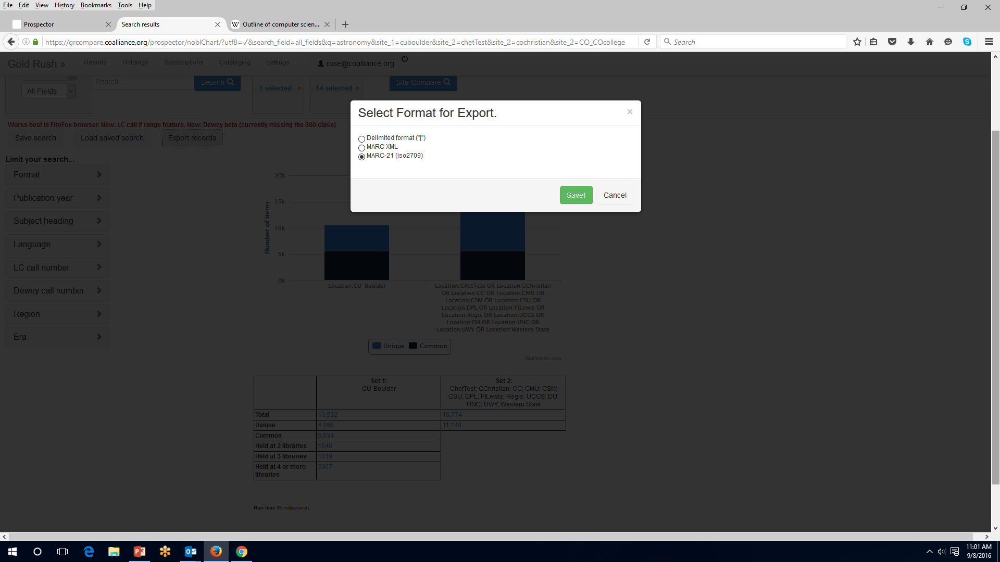 File Edit View History Bookmarks Tools Help
Prospector
Search results
W Outline of computer scien...
https://grcompare.coalliance.org/prospector/noblChart/?utf8=✓&search_field=all_fields&q=astronomy&site_1=cuboulder&site_2=chetTest&site_2=cochristian&site_2=CO_COcollege
Search
Gold Rush »
Reports Holdings Subscriptions Cataloging Settings
rose@coalliance.org
All Fields
Search...
Search
1 selected
14 selected
Site Compare
Works best in FireFox browser. New: LC call # range feature. New: Dewey beta (currently missing the 000 class)
Save search Load saved search Export records
Select Format for Export.
×
Delimited format ("|")
MARC XML
MARC-21 (iso2709)
Save! Cancel
Limit your search...
Format
Publication year
Subject heading
Language
LC call number
Dewey call number
Region
Era
Number of items
20k
15k
10k
5k
0k
Location:CU-Boulder
Location:ChetTest OR Location:CChristian
OR Location:CC OR Location:CMU OR
Location:CSM OR Location:CSU OR
Location:DPL OR Location:FtLewis OR
Location:Regis OR Location:UCCS OR
Location:DU OR Location:UNC OR
Location:UWY OR Location:Western State
Unique Common
Highcharts.com
Set 1:
CU-Boulder
Set 2:
ChetTest; CChristian; CC; CMU; CSM;
CSU; DPL; FtLewis; Regis; UCCS; DU;
UNC; UWY; Western State
Total 10,532 16,774
Unique 4,898 11,140
Common 5,634
Held at 2 libraries 1548
Held at 3 libraries 1019
Held at 4 or more
libraries 3067
Run time:48 milliseconds
11:01 AM
9/8/2016